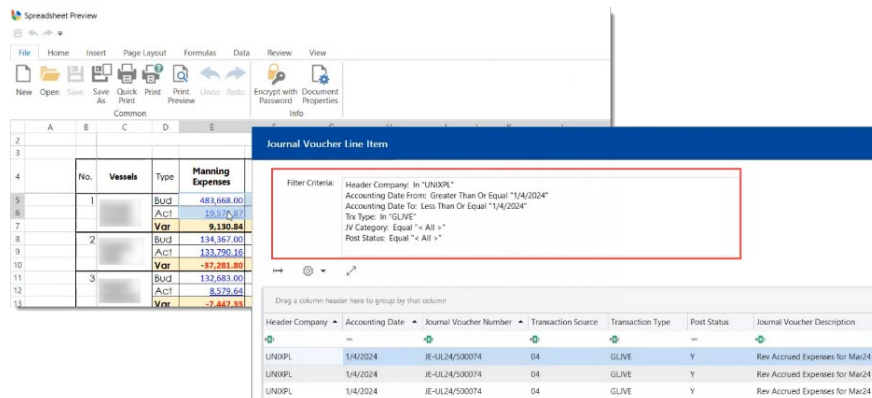 Spreadsheet Preview
File Home Insert Page Layout Formulas Data Review View
New Open Save Save As Quick Print Print Print Preview Undo Redo Encrypt with Password Document Properties
Common Info
A B C D E
2
3
4 No. Vessels Type Manning Expenses
5 1 Bud 483,668.00
6 Act
7 Var 9,130.84
8 2 Bud 134,367.00
9 Act 133,790.16
10 Var -37,281.80
11 3 Bud 132,683.00
12 Act 8,579.64
13 Var -7,447.33
Journal Voucher Line Item
Filter Criteria:
Header Company: In "UNIXPL"
Accounting Date From: Greater Than Or Equal "1/4/2024"
Accounting Date To: Less Than Or Equal "1/4/2024"
Trx Type: In "GLJVE"
JV Category: Equal "< All >"
Post Status: Equal "< All >"
Drag a column header here to group by that column
Header Company Accounting Date Journal Voucher Number Transaction Source Transaction Type Post Status Journal Voucher Description
UNIXPL 1/4/2024 JE-UL24/500074 04 GLJVE Y Rev Accrued Expenses for Mar24
UNIXPL 1/4/2024 JE-UL24/500074 04 GLJVE Y Rev Accrued Expenses for Mar24
UNIXPL 1/4/2024 JE-UL24/500074 04 GLJVE Y Rev Accrued Expenses for Mar24